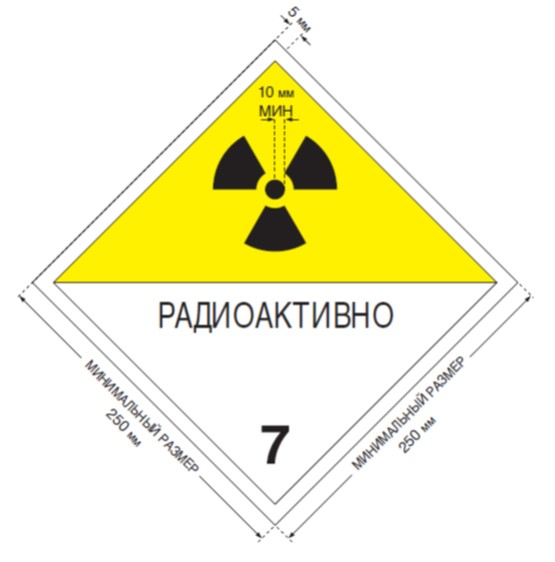 5 мм
10 мм
МИН
РАДИОАКТИВНО
МИНИМАЛЬНЫЙ РАЗМЕР
250 мм
МИНИМАЛЬНЫЙ РАЗМЕР
250 мм
7